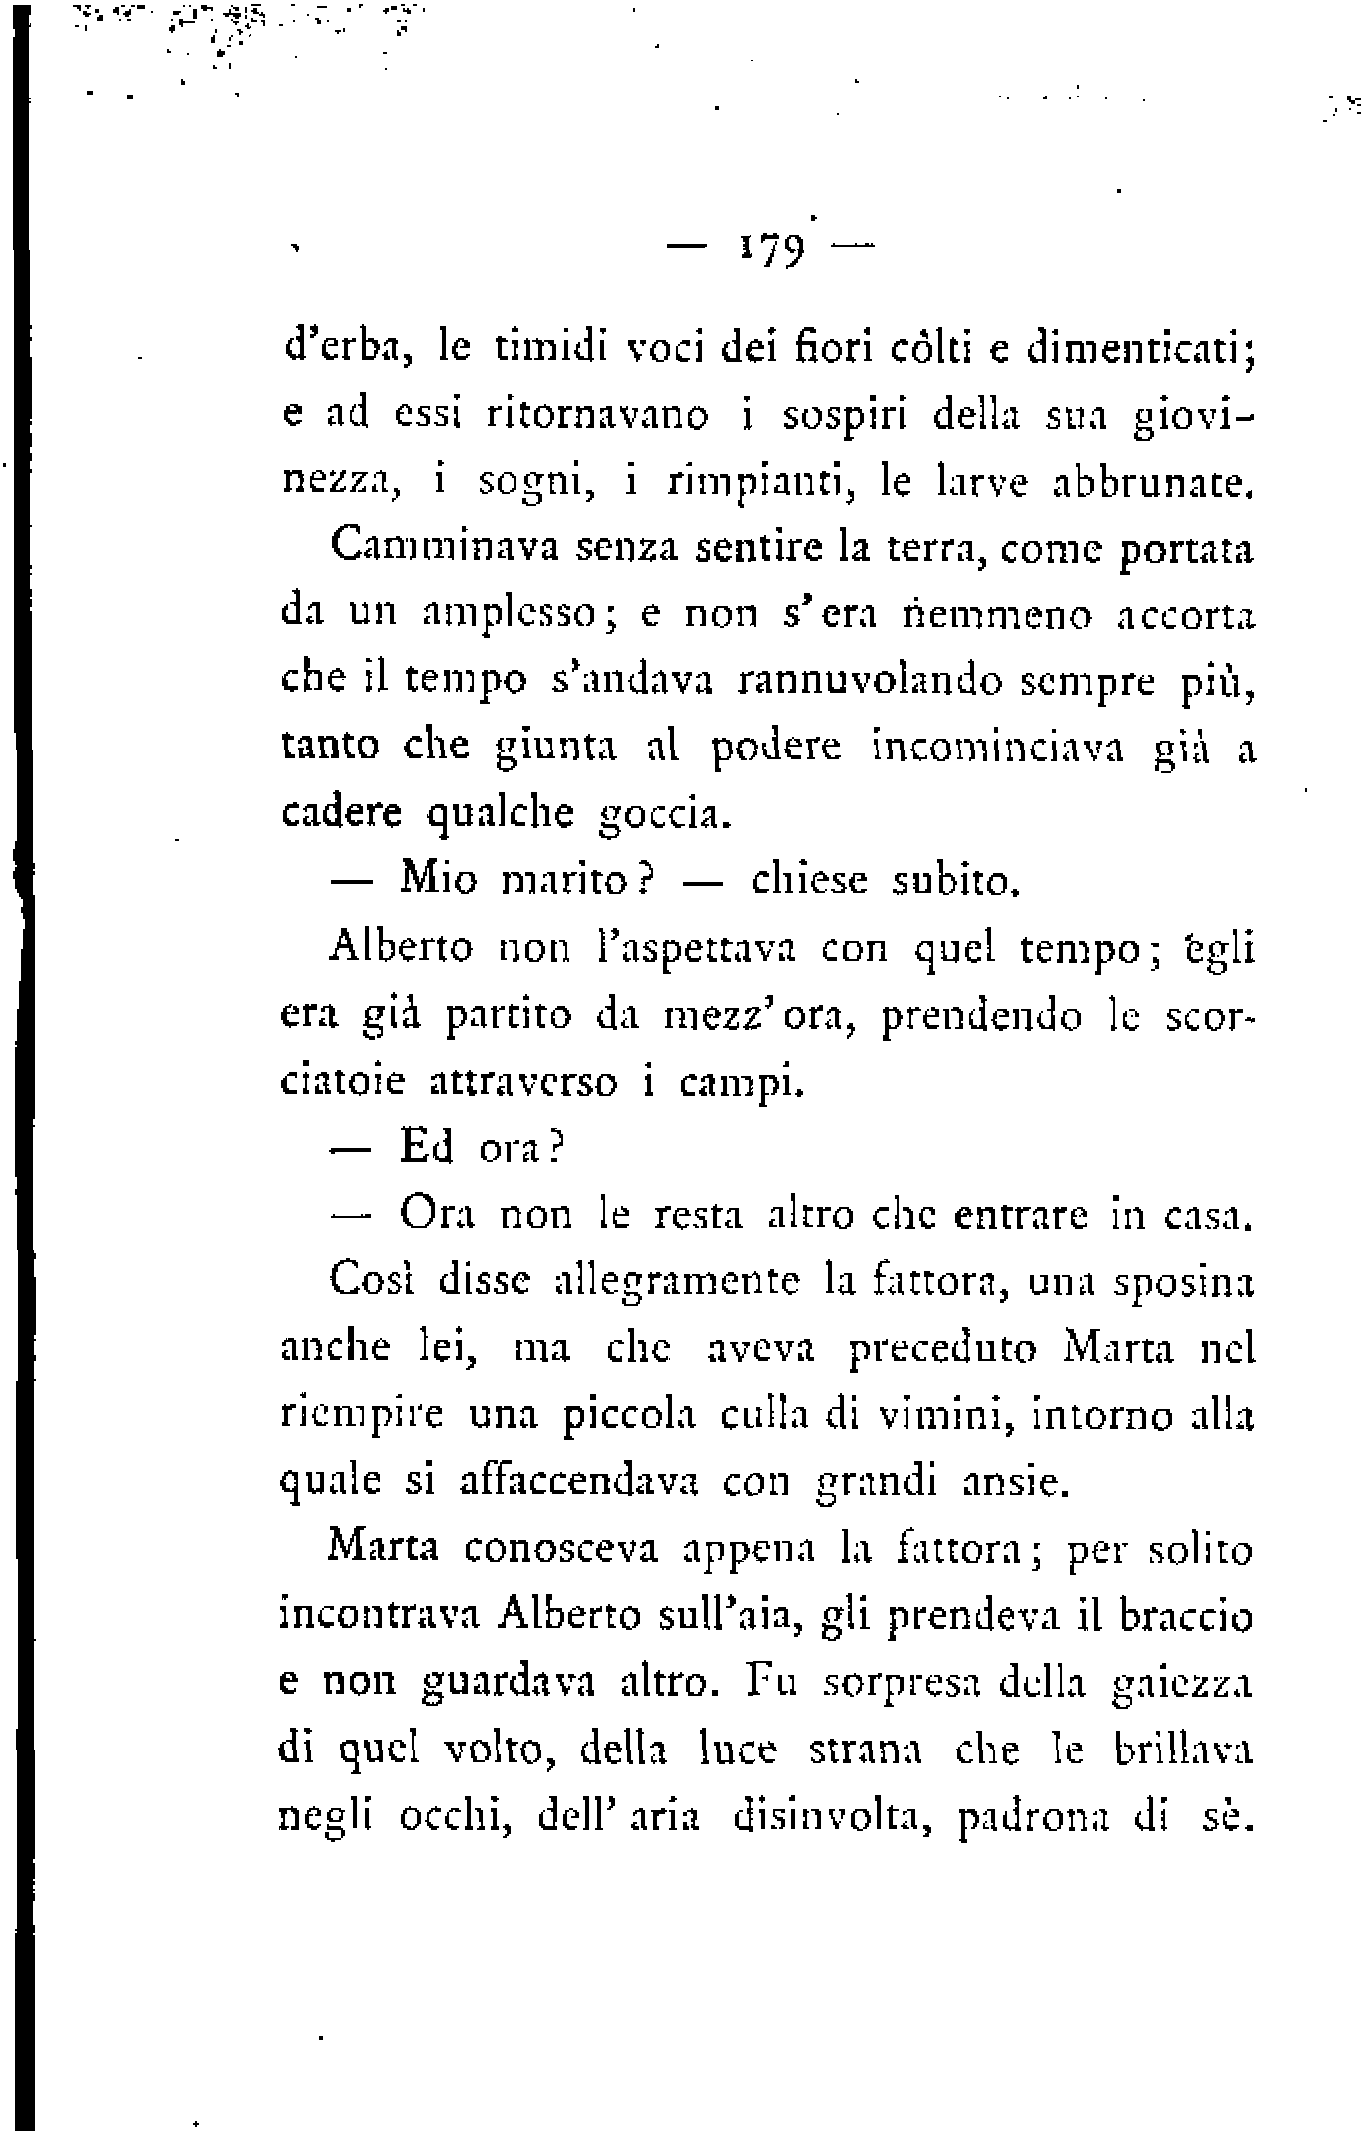 — 179 —
d'erba, le timidi voci dei fiori côlti e dimenticati;
e ad essi ritornavano i sospiri della sua giovi-
nezza, i sogni, i rimpianti, le larve abbrunate.
Camminava senza sentire la terra, come portata
da un amplesso; e non s'era nemmeno accorta
che il tempo s'andava rannuvolando sempre più,
tanto che giunta al podere incominciava già a
cadere qualche goccia.
— Mio marito? — chiese subito.
Alberto non l'aspettava con quel tempo; egli
era già partito da mezz'ora, prendendo le scor-
ciatoie attraverso i campi.
— Ed ora?
— Ora non le resta altro che entrare in casa.
Così disse allegramente la fattora, una sposina
anche lei, ma che aveva preceduto Marta nel
riempire una piccola culla di vimini, intorno alla
quale si affaccendava con grandi ansie.
Marta conosceva appena la fattora; per solito
incontrava Alberto sull'aia, gli prendeva il braccio
e non guardava altro. Fu sorpresa della gaiezza
di quel volto, della luce strana che le brillava
negli occhi, dell'aria disinvolta, padrona di sè.